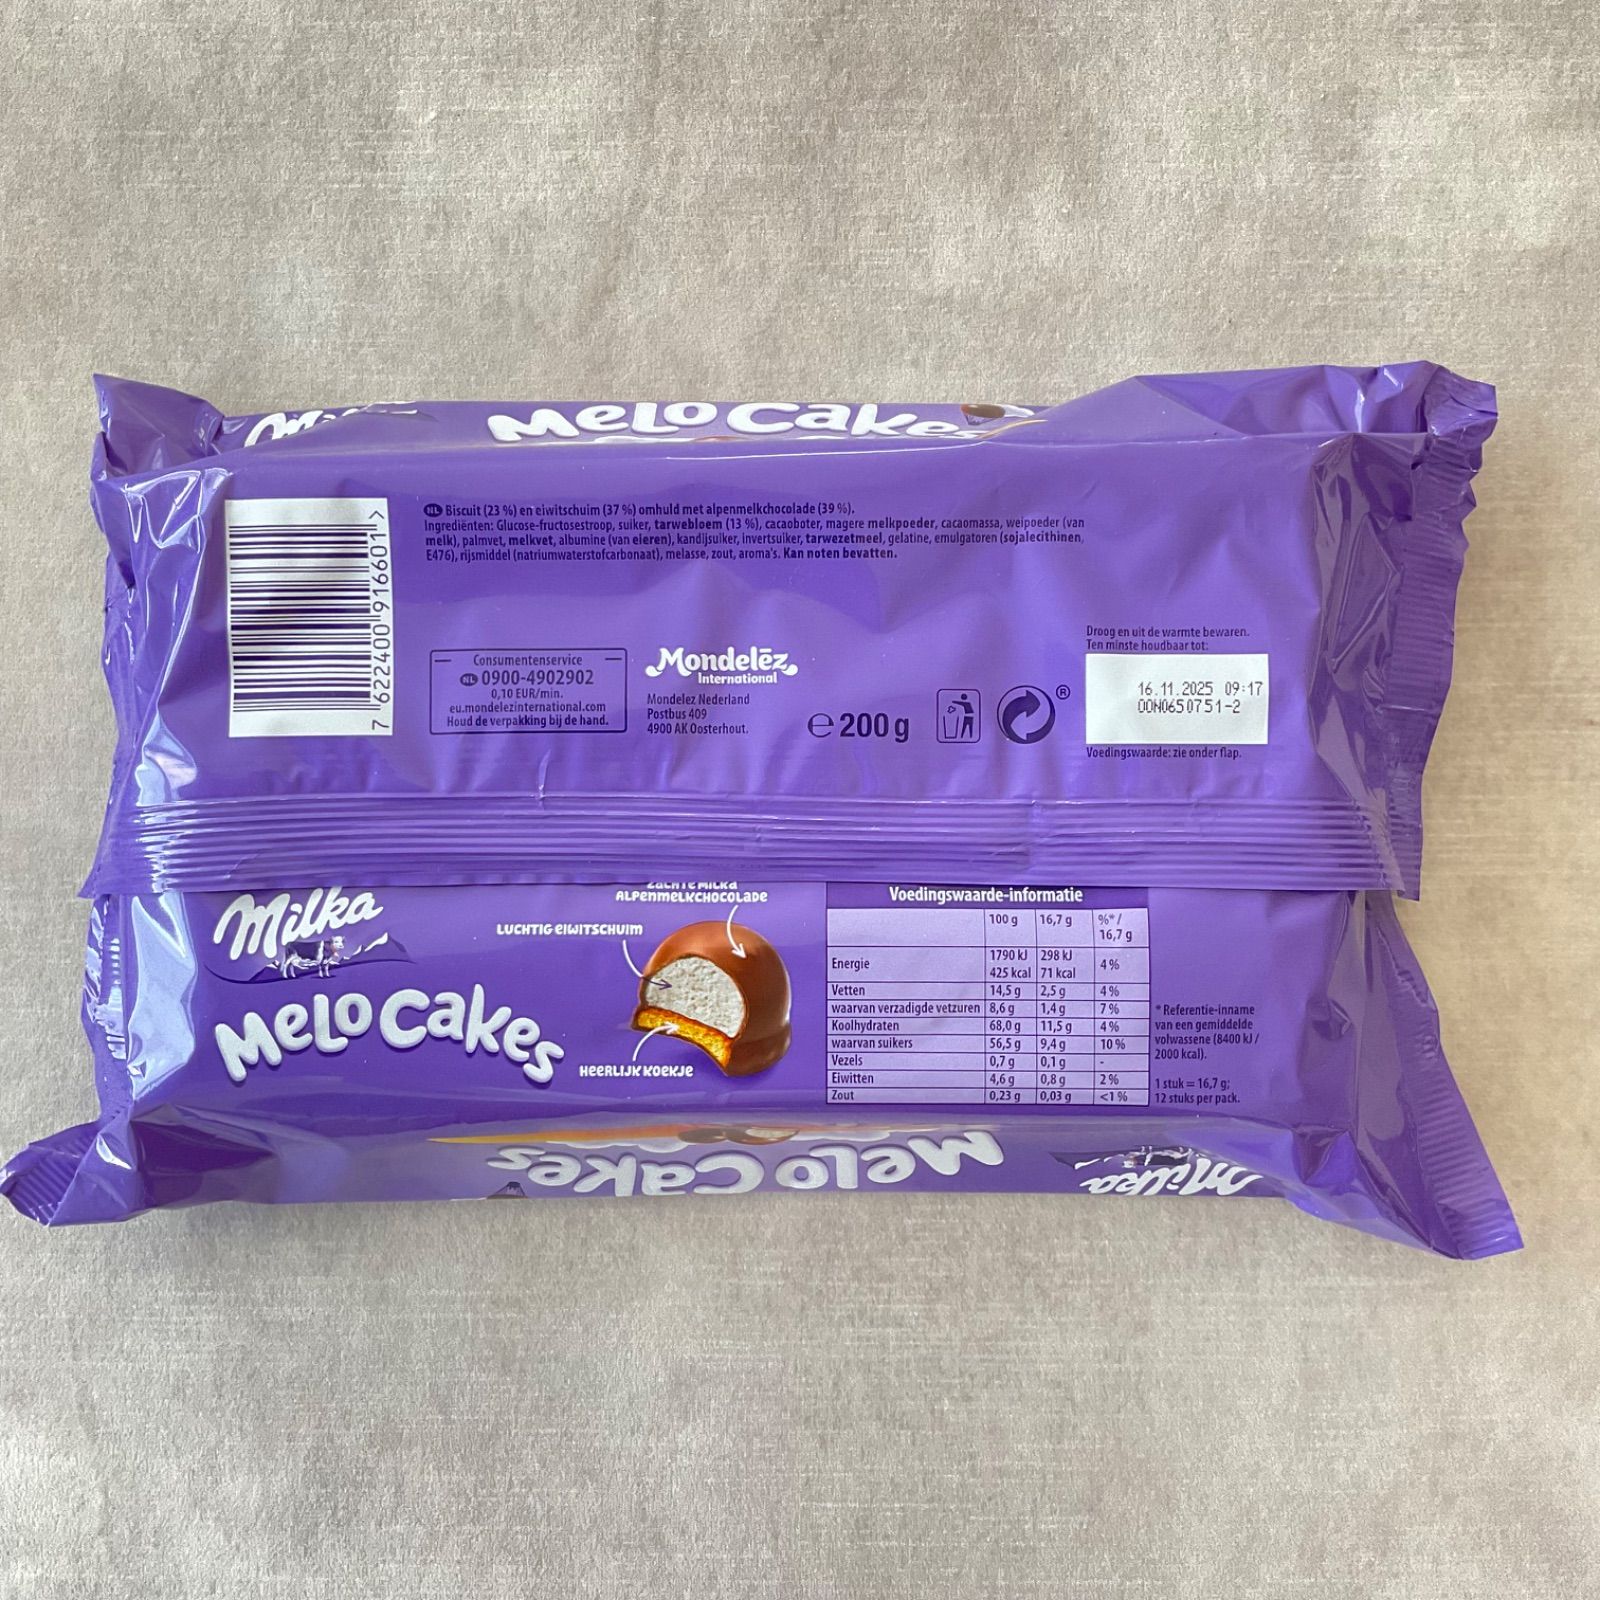 Milka
MELO Cakes
NL Biscuit (23 %) en eiwitschuim (37 %) omhuld met alpenmelkchocolade (39 %).
Ingrediënten: Glucose-fructosestroop, suiker, tarwebloem (13 %), cacaoboter, magere melkpoeder, cacaomassa, weipoeder (van
melk), palmvet, melkvet, albumine (van eieren), kandijsuiker, invertsuiker, tarwezetmeel, gelatine, emulgatoren (sojalecithinen,
E476), rijsmiddel (natriumwaterstofcarbonaat), melasse, zout, aroma's. Kan noten bevatten.
7 622400 916601 >
Consumentenservice
NL 0900-4902902
0,10 EUR/min.
eu.mondelezinternational.com
Houd de verpakking bij de hand.
Mondelēz
International
Mondelez Nederland
Postbus 409
4900 AK Oosterhout.
e 200 g
®
Droog en uit de warmte bewaren.
Ten minste houdbaar tot:
16.11.2025 09:17
OON0650751-2
Voedingswaarde: zie onder flap.
Milka
MELO Cakes
ZACHTE MILKA
ALPENMELKCHOCOLADE
LUCHTIG EIWITSCHUIM
HEERLIJK KOEKJE
Voedingswaarde-informatie
100 g 16,7 g %*/ 16,7 g
Energie 1790 kJ 425 kcal 298 kJ 71 kcal 4 %
Vetten 14,5 g 2,5 g 4 %
waarvan verzadigde vetzuren 8,6 g 1,4 g 7 %
Koolhydraten 68,0 g 11,5 g 4 %
waarvan suikers 56,5 g 9,4 g 10 %
Vezels 0,7 g 0,1 g -
Eiwitten 4,6 g 0,8 g 2 %
Zout 0,23 g 0,03 g <1 %
* Referentie-inname
van een gemiddelde
volwassene (8400 kJ /
2000 kcal).
1 stuk = 16,7 g;
12 stuks per pack.
MELO Cakes
Milka